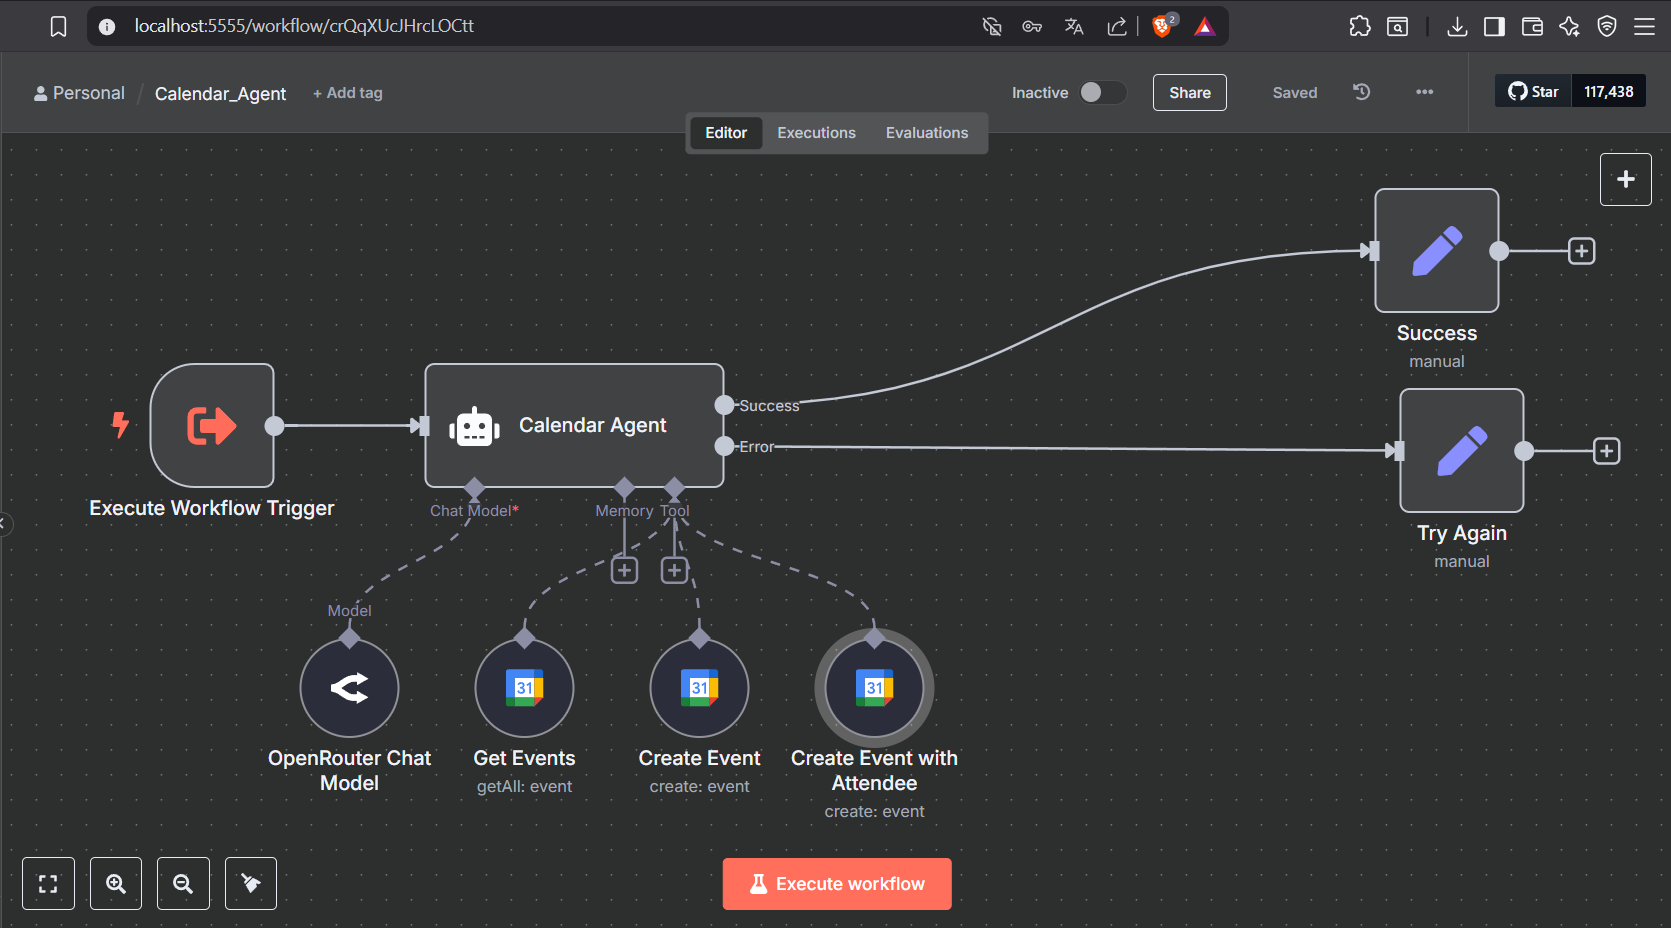 localhost:5555/workflow/crQqXUcJHrcLOCtt
2
Personal / Calendar_Agent + Add tag
Inactive
Share
Saved
Star 117,438
Editor Executions Evaluations
Success
manual
Success
Error
Calendar Agent
Execute Workflow Trigger
Chat Model*
Memory
Tool
Try Again
manual
Model
31
31
31
OpenRouter Chat
Model
Get Events
getAll: event
Create Event
create: event
Create Event with
Attendee
create: event
Execute workflow